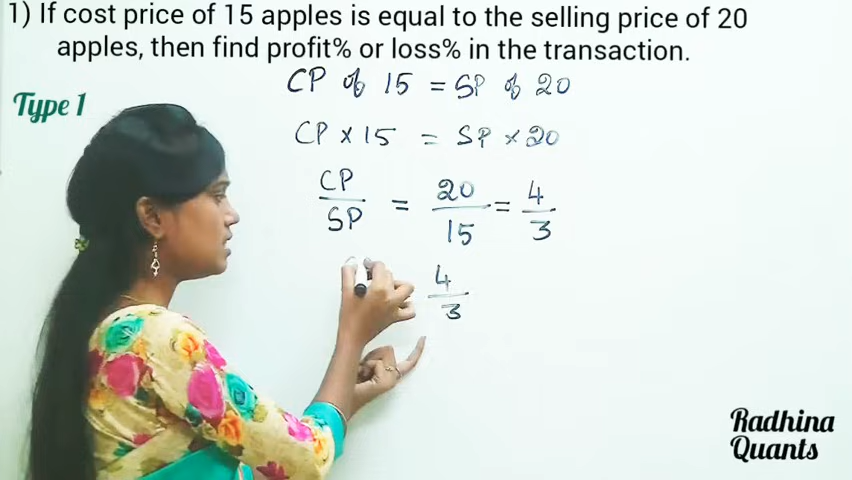 1) If cost price of 15 apples is equal to the selling price of 20
apples, then find profit% or loss% in the transaction.
Type 1
CP of 15 = SP of 20
CP × 15 = SP × 20
CP/SP = 20/15 = 4/3
4/3
Radhina
Quants